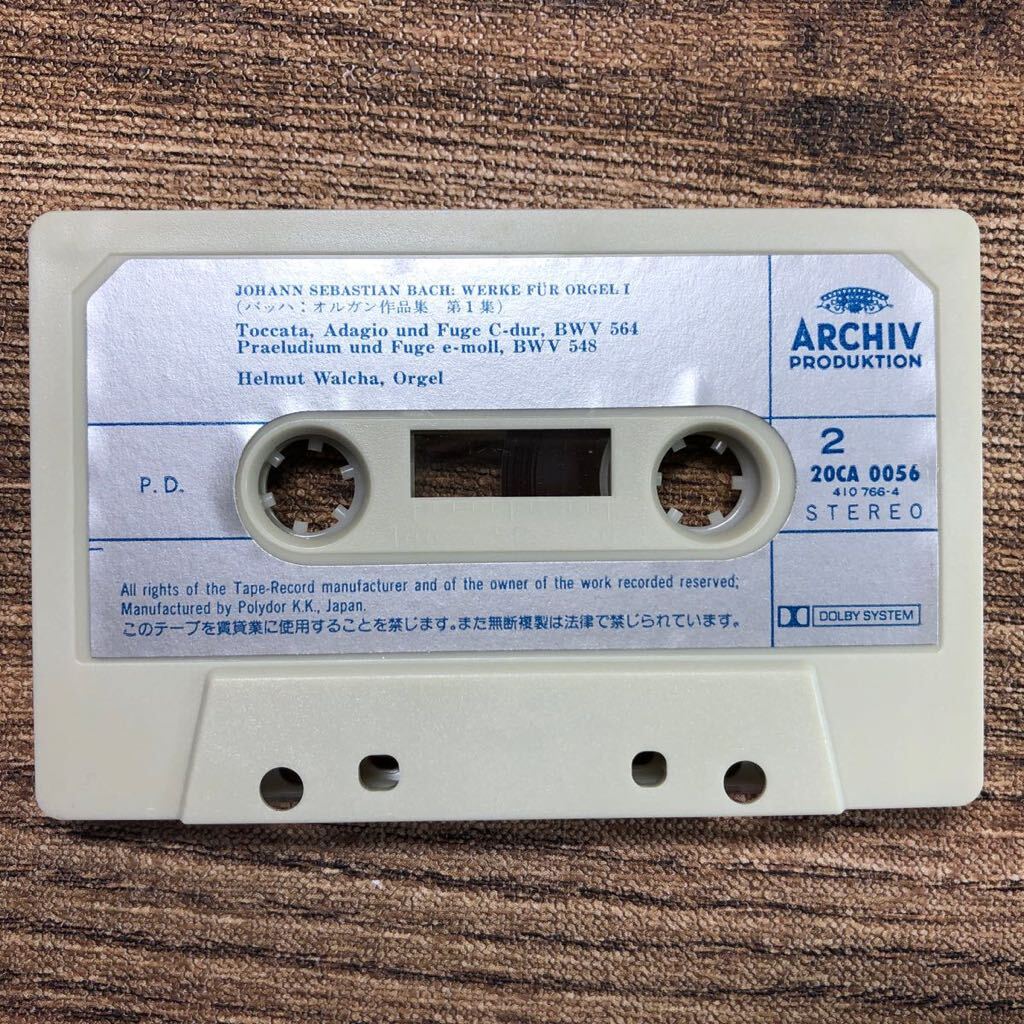 JOHANN SEBASTIAN BACH: WERKE FÜR ORGEL I
(バッハ:オルガン作品集 第1集)
Toccata, Adagio und Fuge C-dur, BWV 564
Praeludium und Fuge e-moll, BWV 548
Helmut Walcha, Orgel
ARCHIV
PRODUKTION
P.D.
2
20CA 0056
410 766-4
STEREO
All rights of the Tape-Record manufacturer and of the owner of the work recorded reserved;
Manufactured by Polydor K.K., Japan.
このテープを賃貸業に使用することを禁じます。また無断複製は法律で禁じられています。
DOLBY SYSTEM